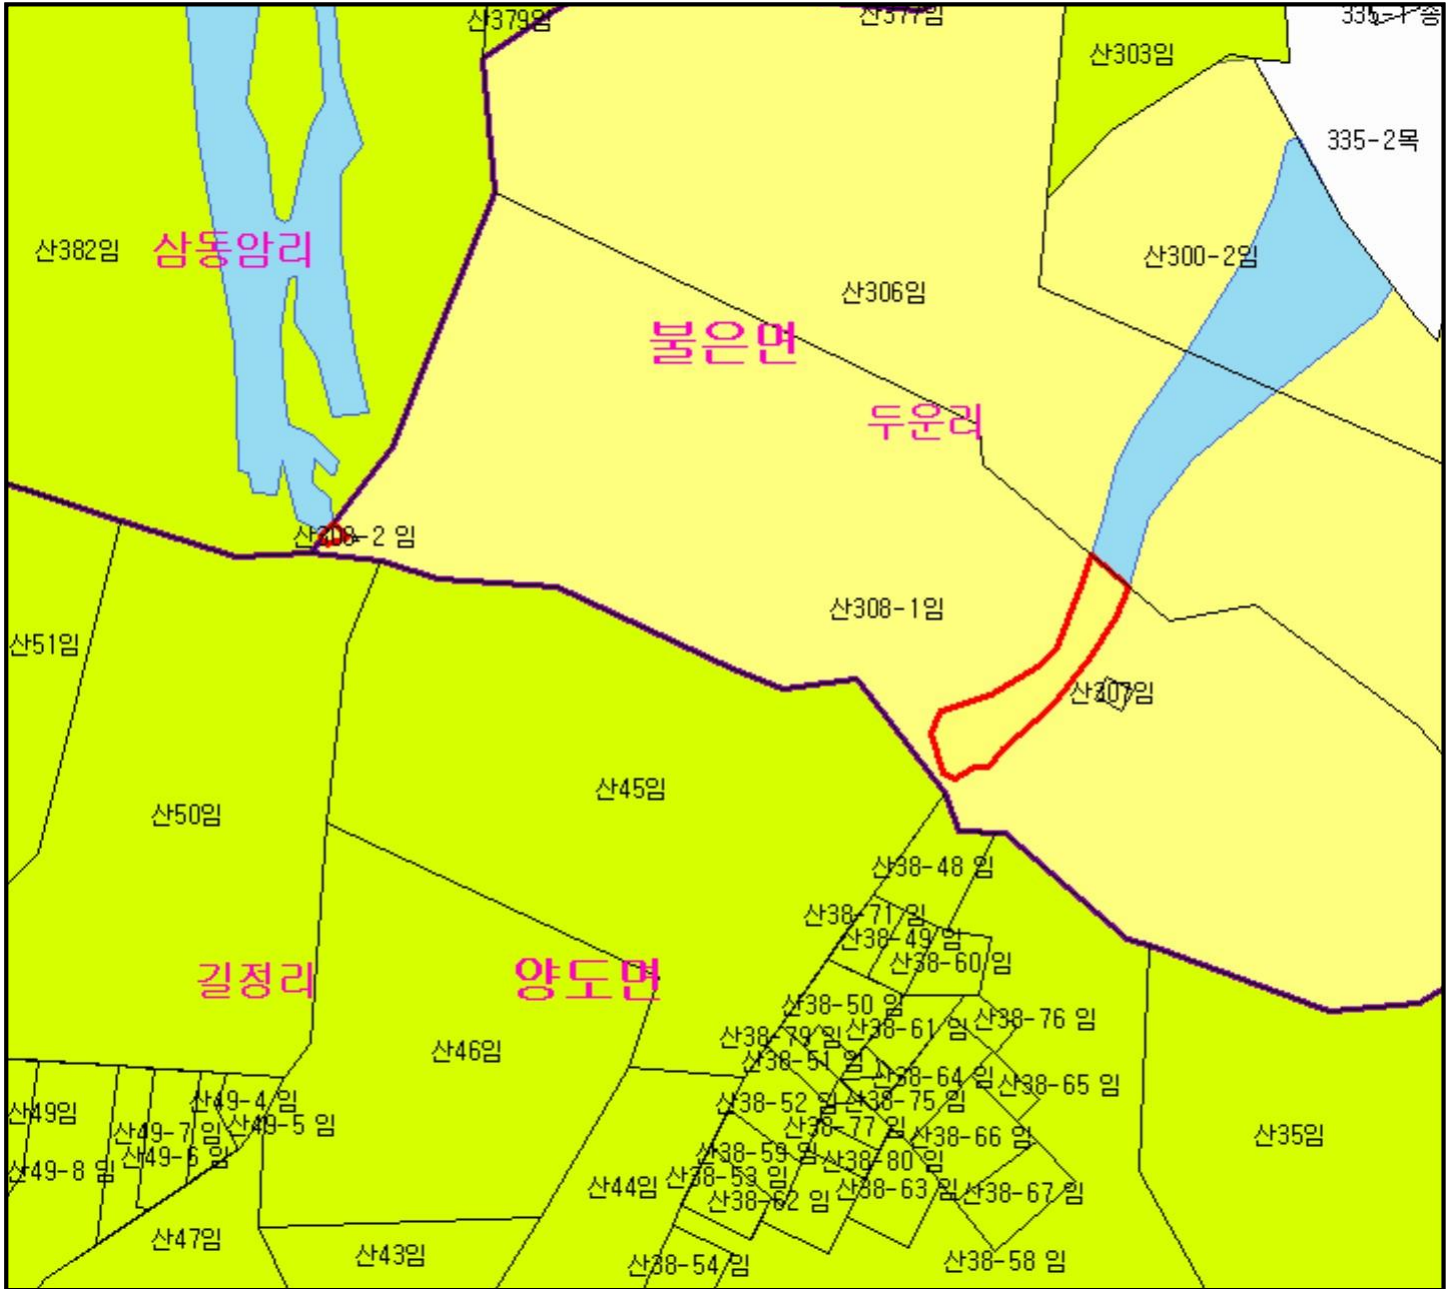 산379임
산377임
산303임
335-2목
산382임
삼동암리
산300-2임
산306임
불은면
두운리
산308-2 임
산308-1임
산51임
산307임
산45임
산50임
산38-48 임
산38-71 임
산38-49 임
산38-60 임
길정리
양도면
산38-50 임
산38-76 임
산38-61 임
산38-79 임
산46임
산38-51 임
산38-64 임
산38-65 임
산49-4 임
산38-52 임
산38-75 임
산49임
산49-5 임
산38-77 임
산49-7 임
산38-66 임
산35임
산49-6 임
산38-59 임
산38-80 임
산49-8 임
산38-53 임
산44임
산38-63 임
산38-67 임
산38-62 임
산47임
산43임
산38-54 임
산38-58 임